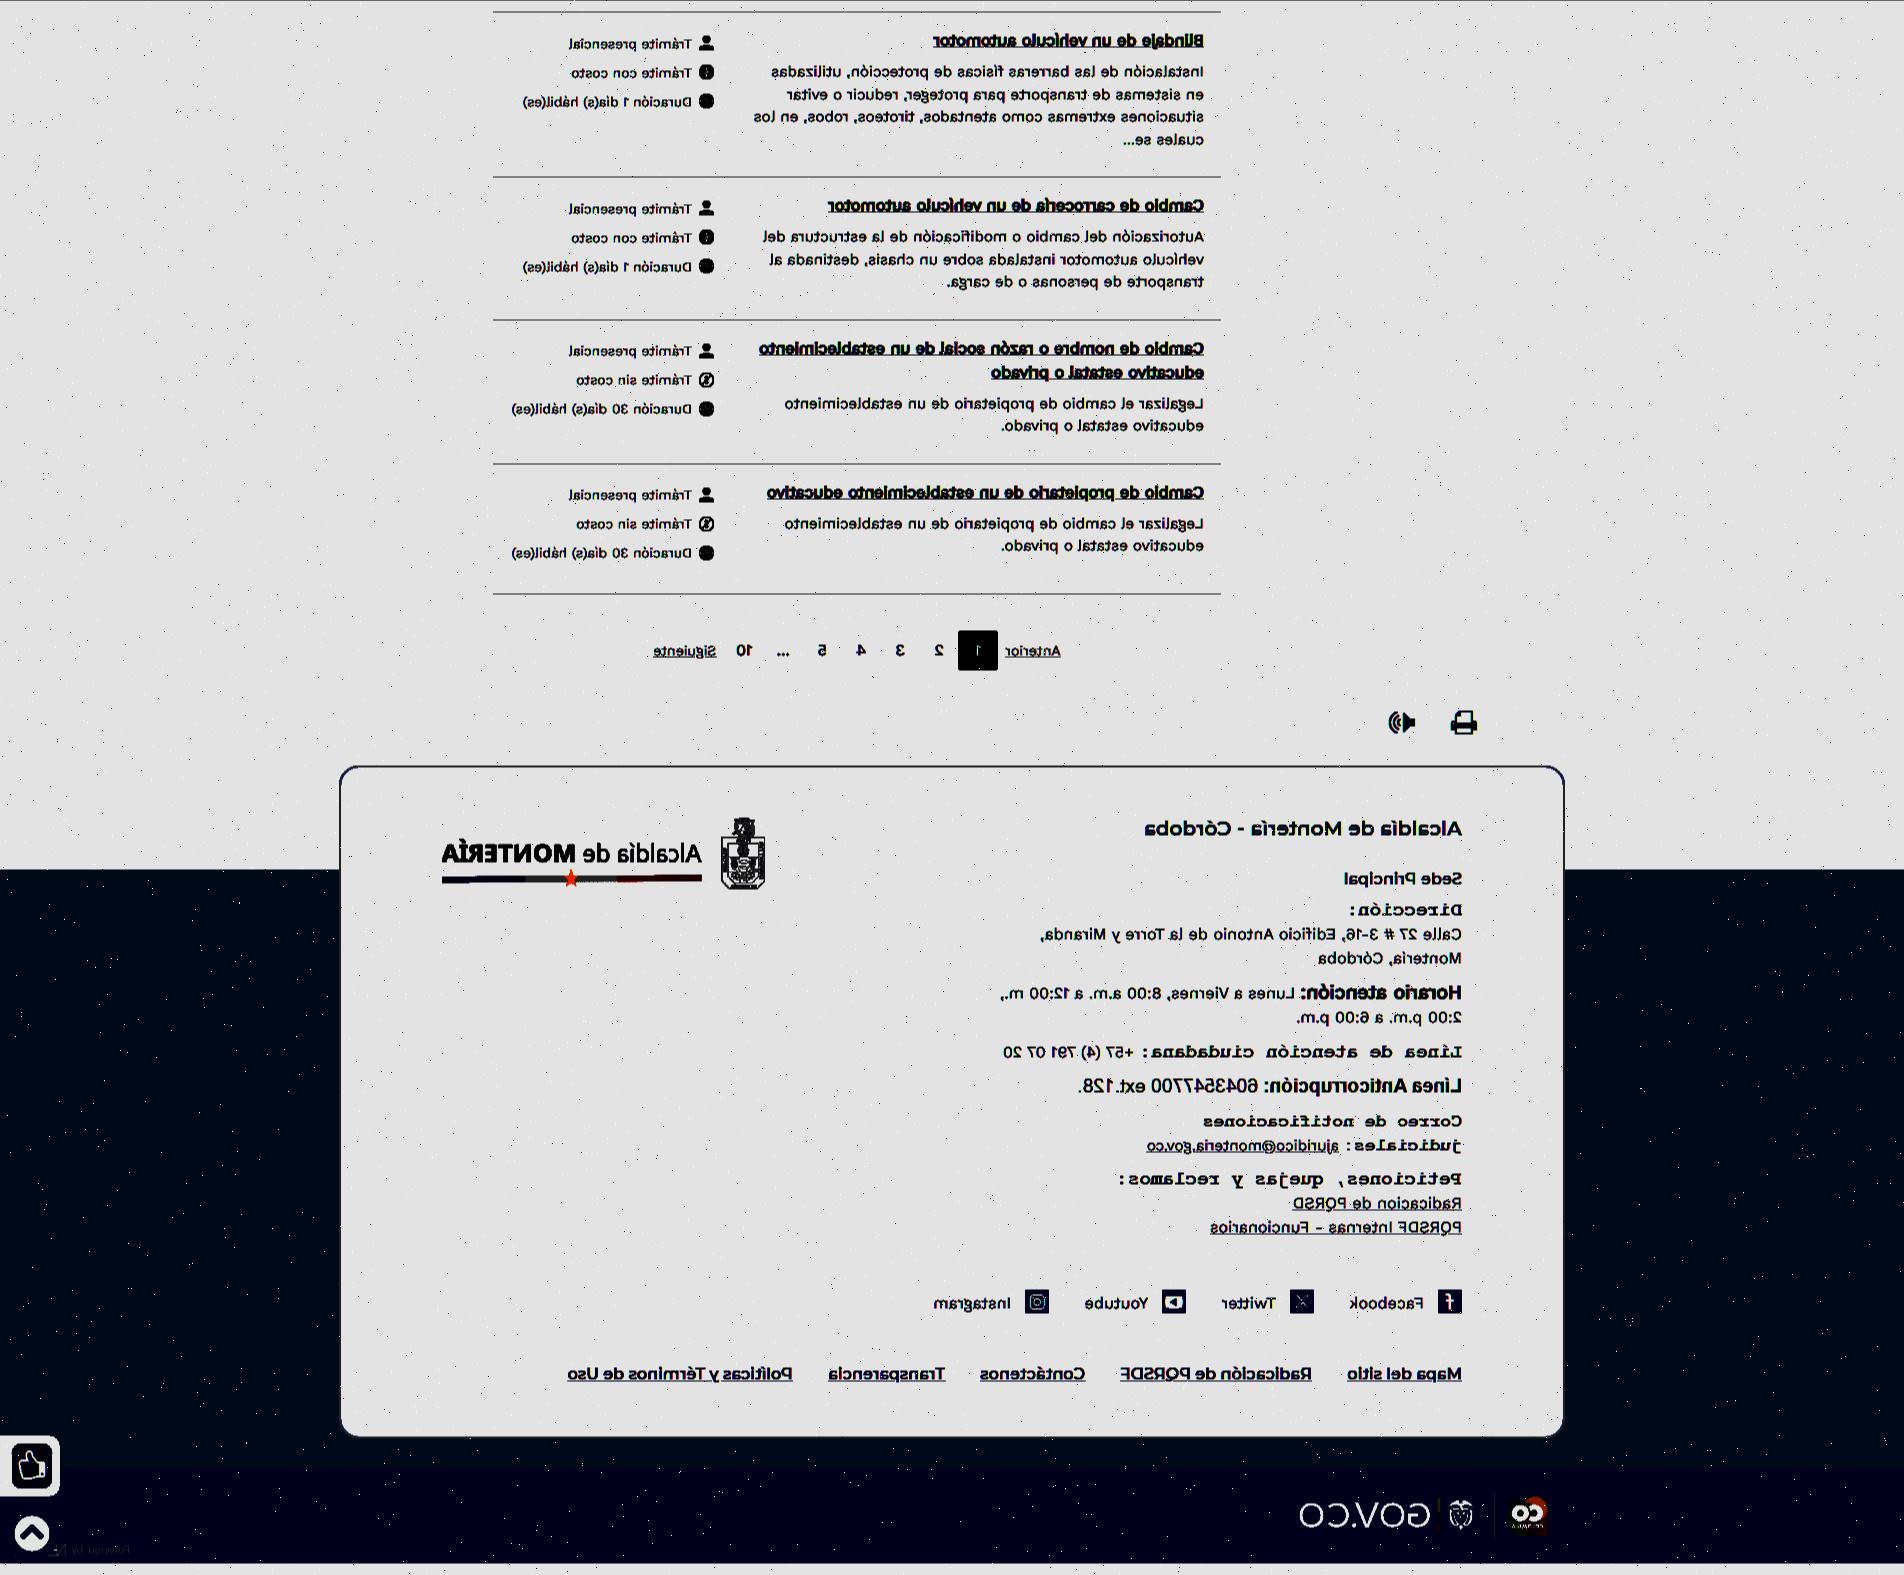 Blindaje de un vehículo automotor
Instalación de las barreras físicas de protección, utilizadas
en sistemas de transporte para proteger, reducir o evitar
situaciones extremas como atentados, tiroteos, robos, en los
cuales se...
Trámite presencial
Trámite con costo
Duración 1 día(s) hábil(es)
Cambio de carrocería de un vehículo automotor
Autorización del cambio o modificación de la estructura del
vehículo automotor instalada sobre un chasis, destinada al
transporte de personas o de carga.
Trámite presencial
Trámite con costo
Duración 1 día(s) hábil(es)
Cambio de nombre o razón social de un establecimiento
educativo estatal o privado
Legalizar el cambio de propietario de un establecimiento
educativo estatal o privado.
Trámite presencial
Trámite sin costo
Duración 30 día(s) hábil(es)
Cambio de propietario de un establecimiento educativo
Legalizar el cambio de propietario de un establecimiento
educativo estatal o privado.
Trámite presencial
Trámite sin costo
Duración 30 día(s) hábil(es)
Anterior 1 2 3 4 5 ... 10 Siguiente
Alcaldía de Montería - Córdoba
Alcaldía de MONTERÍA
Sede Principal
Dirección:
Calle 27 # 3-16, Edificio Antonio de la Torre y Miranda,
Montería, Córdoba
Horario atención: Lunes a Viernes, 8:00 a.m. a 12:00 m.,
2:00 p.m. a 6:00 p.m.
Línea de atención ciudadana: +57 (4) 791 07 20
Línea Anticorrupción: 6043547700 ext.128.
Correo de notificaciones
judiciales: ajuridico@monteria.gov.co
Peticiones, quejas y reclamos:
Radicacion de PQRSD
PQRSDF Internas - Funcionarios
Facebook Twitter Youtube Instagram
Mapa del sitio Radicación de PQRSDF Contáctenos Transparencia Políticas y Términos de Uso
CO GOV.CO
Powered by